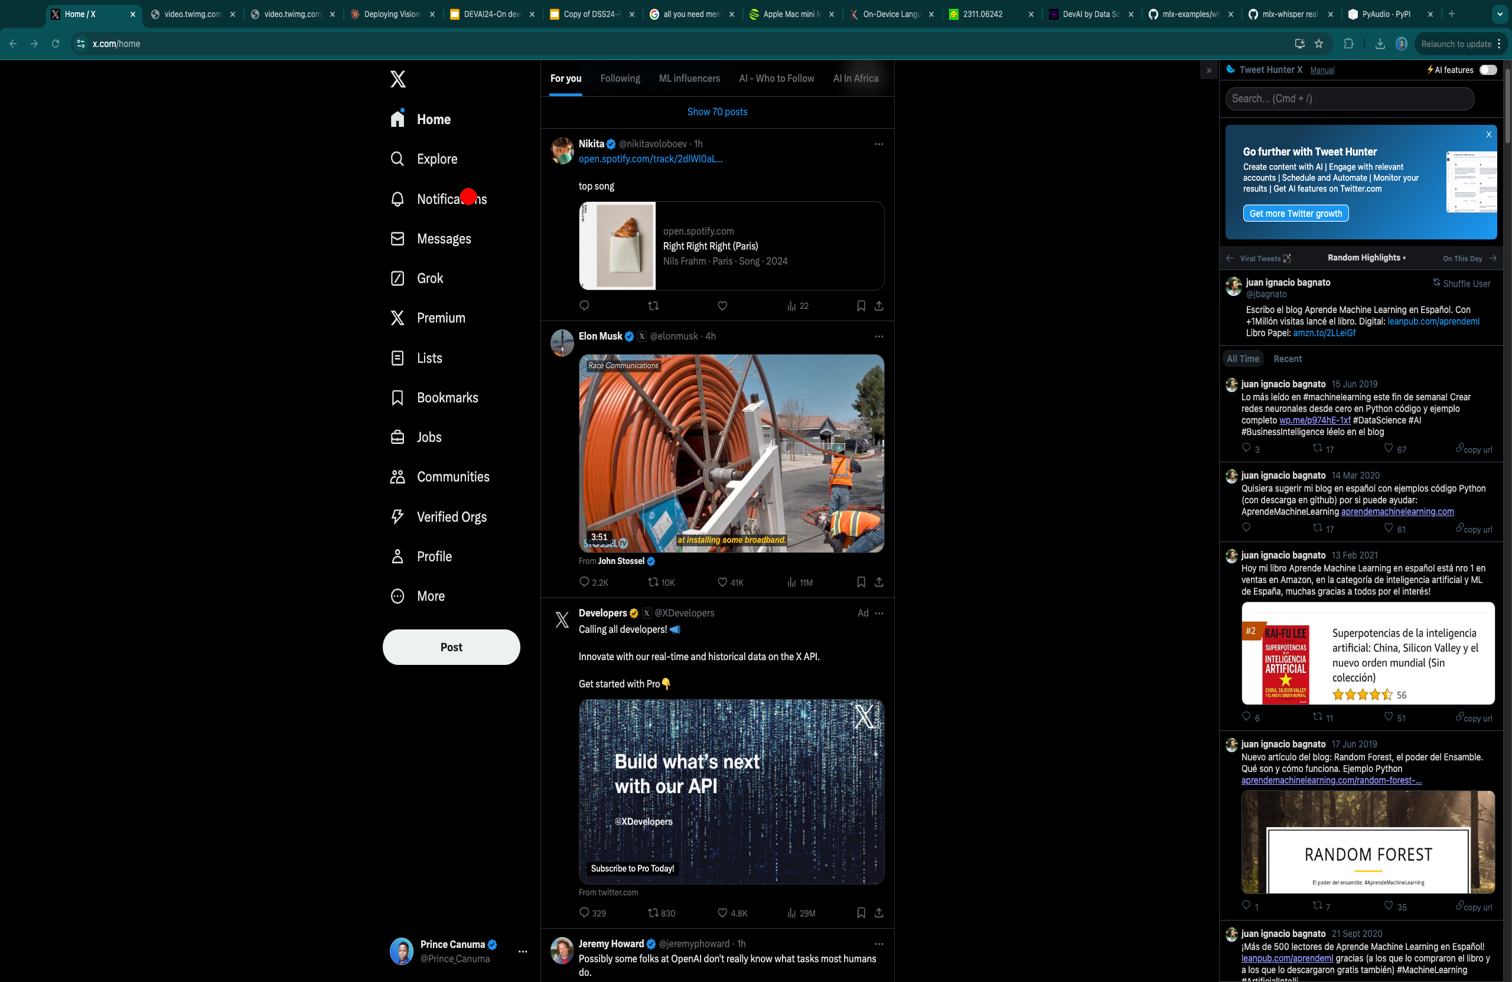 Home / X
video.twimg.com
video.twimg.com
Deploying Vision
DEVAI24-On dev
Copy of DSS24-F
all you need mem
Apple Mac mini M
On-Device Langu
2311.06242
DevAI by Data Sc
mlx-examples/wh
mlx-whisper real
PyAudio · PyPI
x.com/home
Relaunch to update
Home
Explore
Notifications
Messages
Grok
Premium
Lists
Bookmarks
Jobs
Communities
Verified Orgs
Profile
More
Post
Prince Canuma
@Prince_Canuma
For you
Following
ML influencers
AI - Who to Follow
AI In Africa
Show 70 posts
Nikita @nikitavoloboev · 1h
open.spotify.com/track/2dlWl0aL...
top song
open.spotify.com
Right Right Right (Paris)
Nils Frahm · Paris · Song · 2024
22
Elon Musk @elonmusk · 4h
Race Communications
3:51
at installing some broadband.
From John Stossel
2.2K 10K 41K 11M
Developers @XDevelopers Ad
Calling all developers! 📣
Innovate with our real-time and historical data on the X API.
Get started with Pro👇
Build what's next
with our API
@XDevelopers
Subscribe to Pro Today!
From twitter.com
329 830 4.8K 29M
Jeremy Howard @jeremyphoward · 1h
Possibly some folks at OpenAI don't really know what tasks most humans
do.
Tweet Hunter X Manual
⚡AI features
Search... (Cmd + /)
X
Go further with Tweet Hunter
Create content with AI | Engage with relevant
accounts | Schedule and Automate | Monitor your
results | Get AI features on Twitter.com
Get more Twitter growth
Viral Tweets
Random Highlights
On This Day
juan ignacio bagnato
Shuffle User
@jbagnato
Escribo el blog Aprende Machine Learning en Español. Con
+1Millón visitas lancé el libro. Digital: leanpub.com/aprendeml
Libro Papel: amzn.to/2LLeiGf
All Time
Recent
juan ignacio bagnato 15 Jun 2019
Lo más leído en #machinelearning este fin de semana! Crear
redes neuronales desde cero en Python código y ejemplo
completo wp.me/p974hE-1xf #DataScience #AI
#BusinessIntelligence léelo en el blog
3 17 67 copy url
juan ignacio bagnato 14 Mar 2020
Quisiera sugerir mi blog en español con ejemplos código Python
(con descarga en github) por si puede ayudar:
AprendeMachineLearning aprendemachinelearning.com
17 61 copy url
juan ignacio bagnato 13 Feb 2021
Hoy mi libro Aprende Machine Learning en español está nro 1 en
ventas en Amazon, en la categoría de inteligencia artificial y ML
de España, muchas gracias a todos por el interés!
#2
KAI-FU LEE
SUPERPOTENCIAS
DE LA
INTELIGENCIA
ARTIFICIAL
CHINA, SILICON VALLEY
Y EL NUEVO ORDEN MUNDIAL
Superpotencias de la inteligencia
artificial: China, Silicon Valley y el
nuevo orden mundial (Sin
colección)
56
6 11 51 copy url
juan ignacio bagnato 17 Jun 2019
Nuevo artículo del blog: Random Forest, el poder del Ensamble.
Qué son y cómo funciona. Ejemplo Python
aprendemachinelearning.com/random-forest-...
RANDOM FOREST
El poder del ensamble. #AprendeMachineLearning
1 7 35 copy url
juan ignacio bagnato 21 Sept 2020
¡Más de 500 lectores de Aprende Machine Learning en Español!
leanpub.com/aprendeml gracias (a los que lo compraron el libro y
a los que lo descargaron gratis también) #MachineLearning